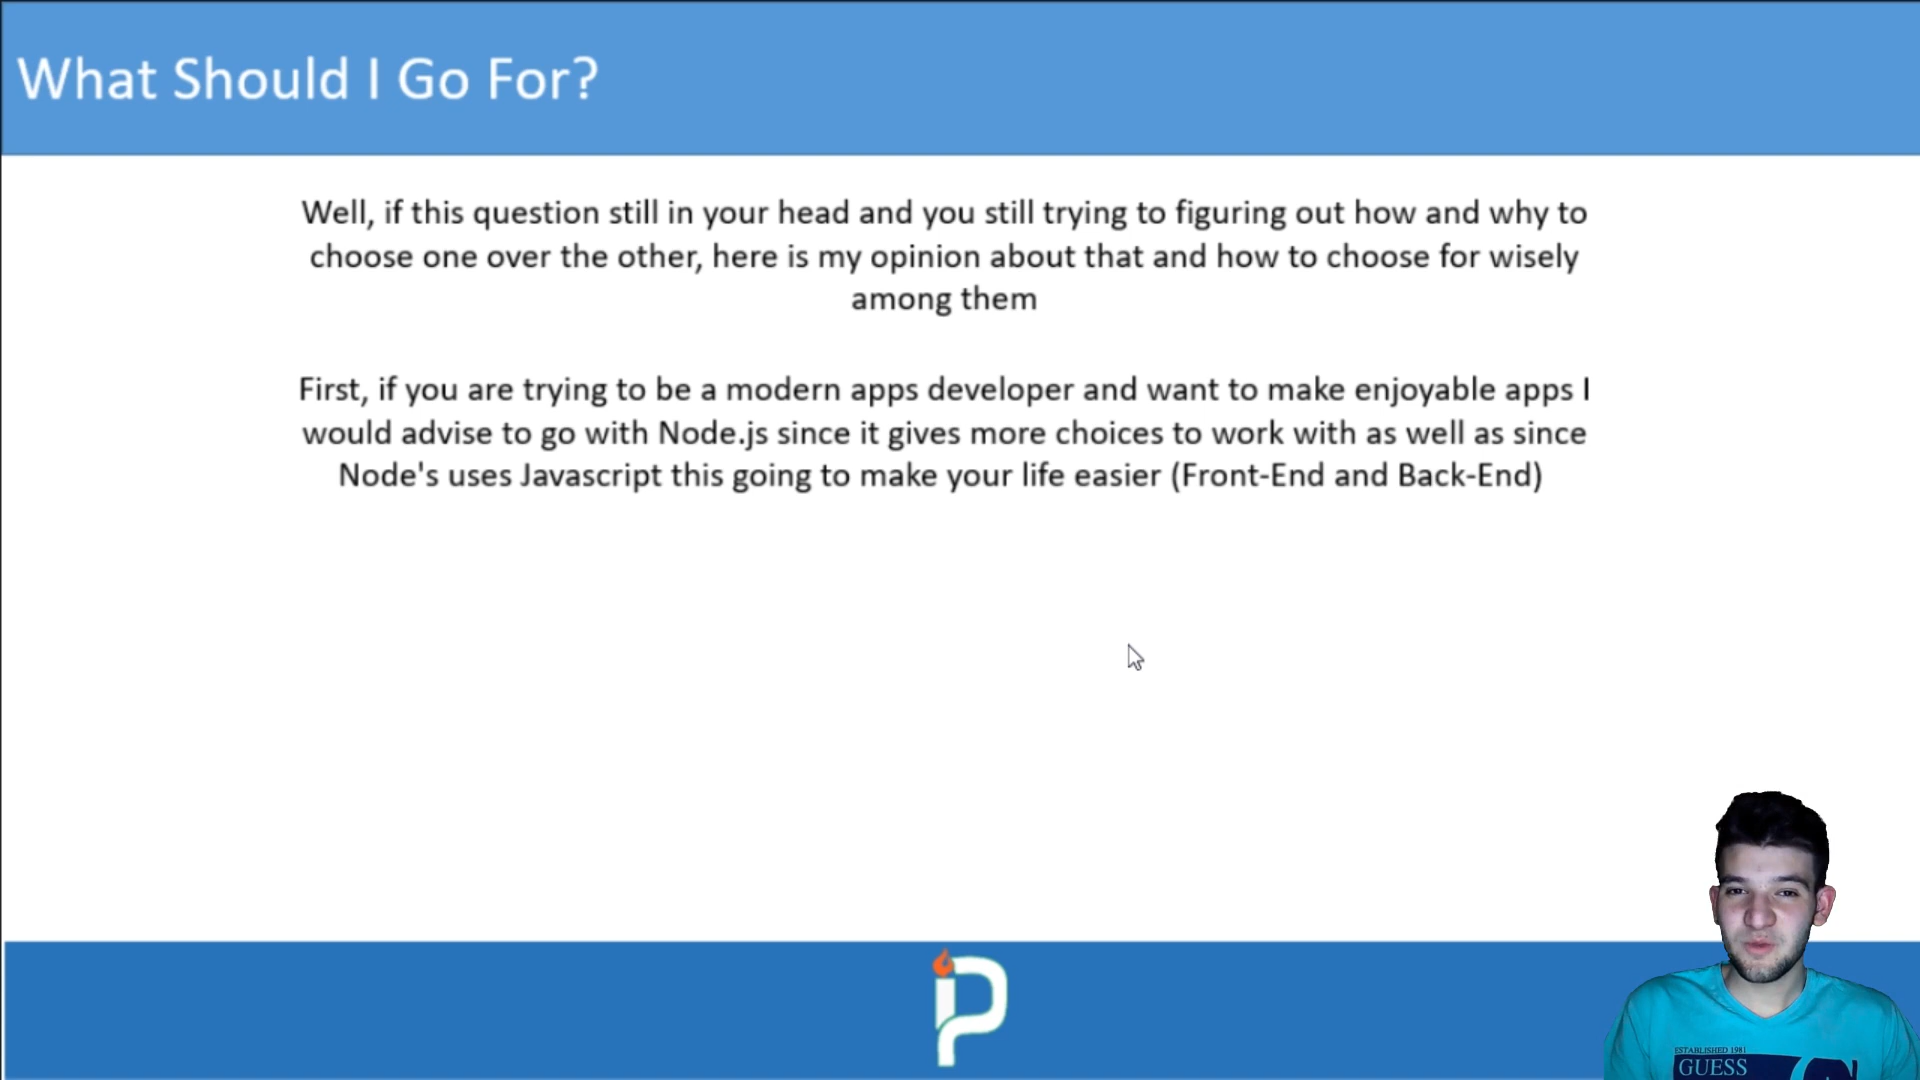 What Should I Go For?
Well, if this question still in your head and you still trying to figuring out how and why to
choose one over the other, here is my opinion about that and how to choose for wisely
among them
First, if you are trying to be a modern apps developer and want to make enjoyable apps I
would advise to go with Node.js since it gives more choices to work with as well as since
Node's uses Javascript this going to make your life easier (Front-End and Back-End)
ESTABLISHED 1981
GUESS